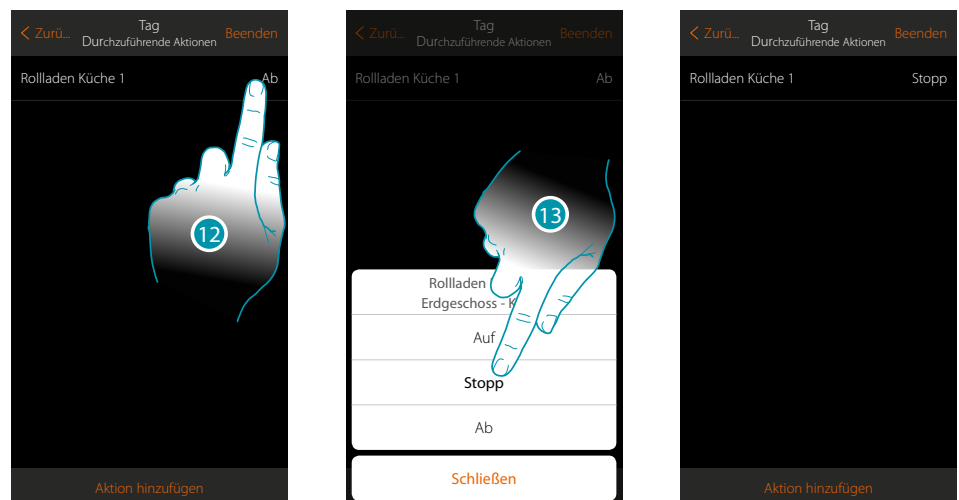 Zurü...
Tag
Durchzuführende Aktionen
Beenden
Rollladen Küche 1
Ab
12
Aktion hinzufügen
Zurü...
Tag
Durchzuführende Aktionen
Beenden
Rollladen Küche 1
Ab
13
Rollladen
Erdgeschoss - K
Auf
Stopp
Ab
Schließen
Zurü...
Tag
Durchzuführende Aktionen
Beenden
Rollladen Küche 1
Stopp
Aktion hinzufügen